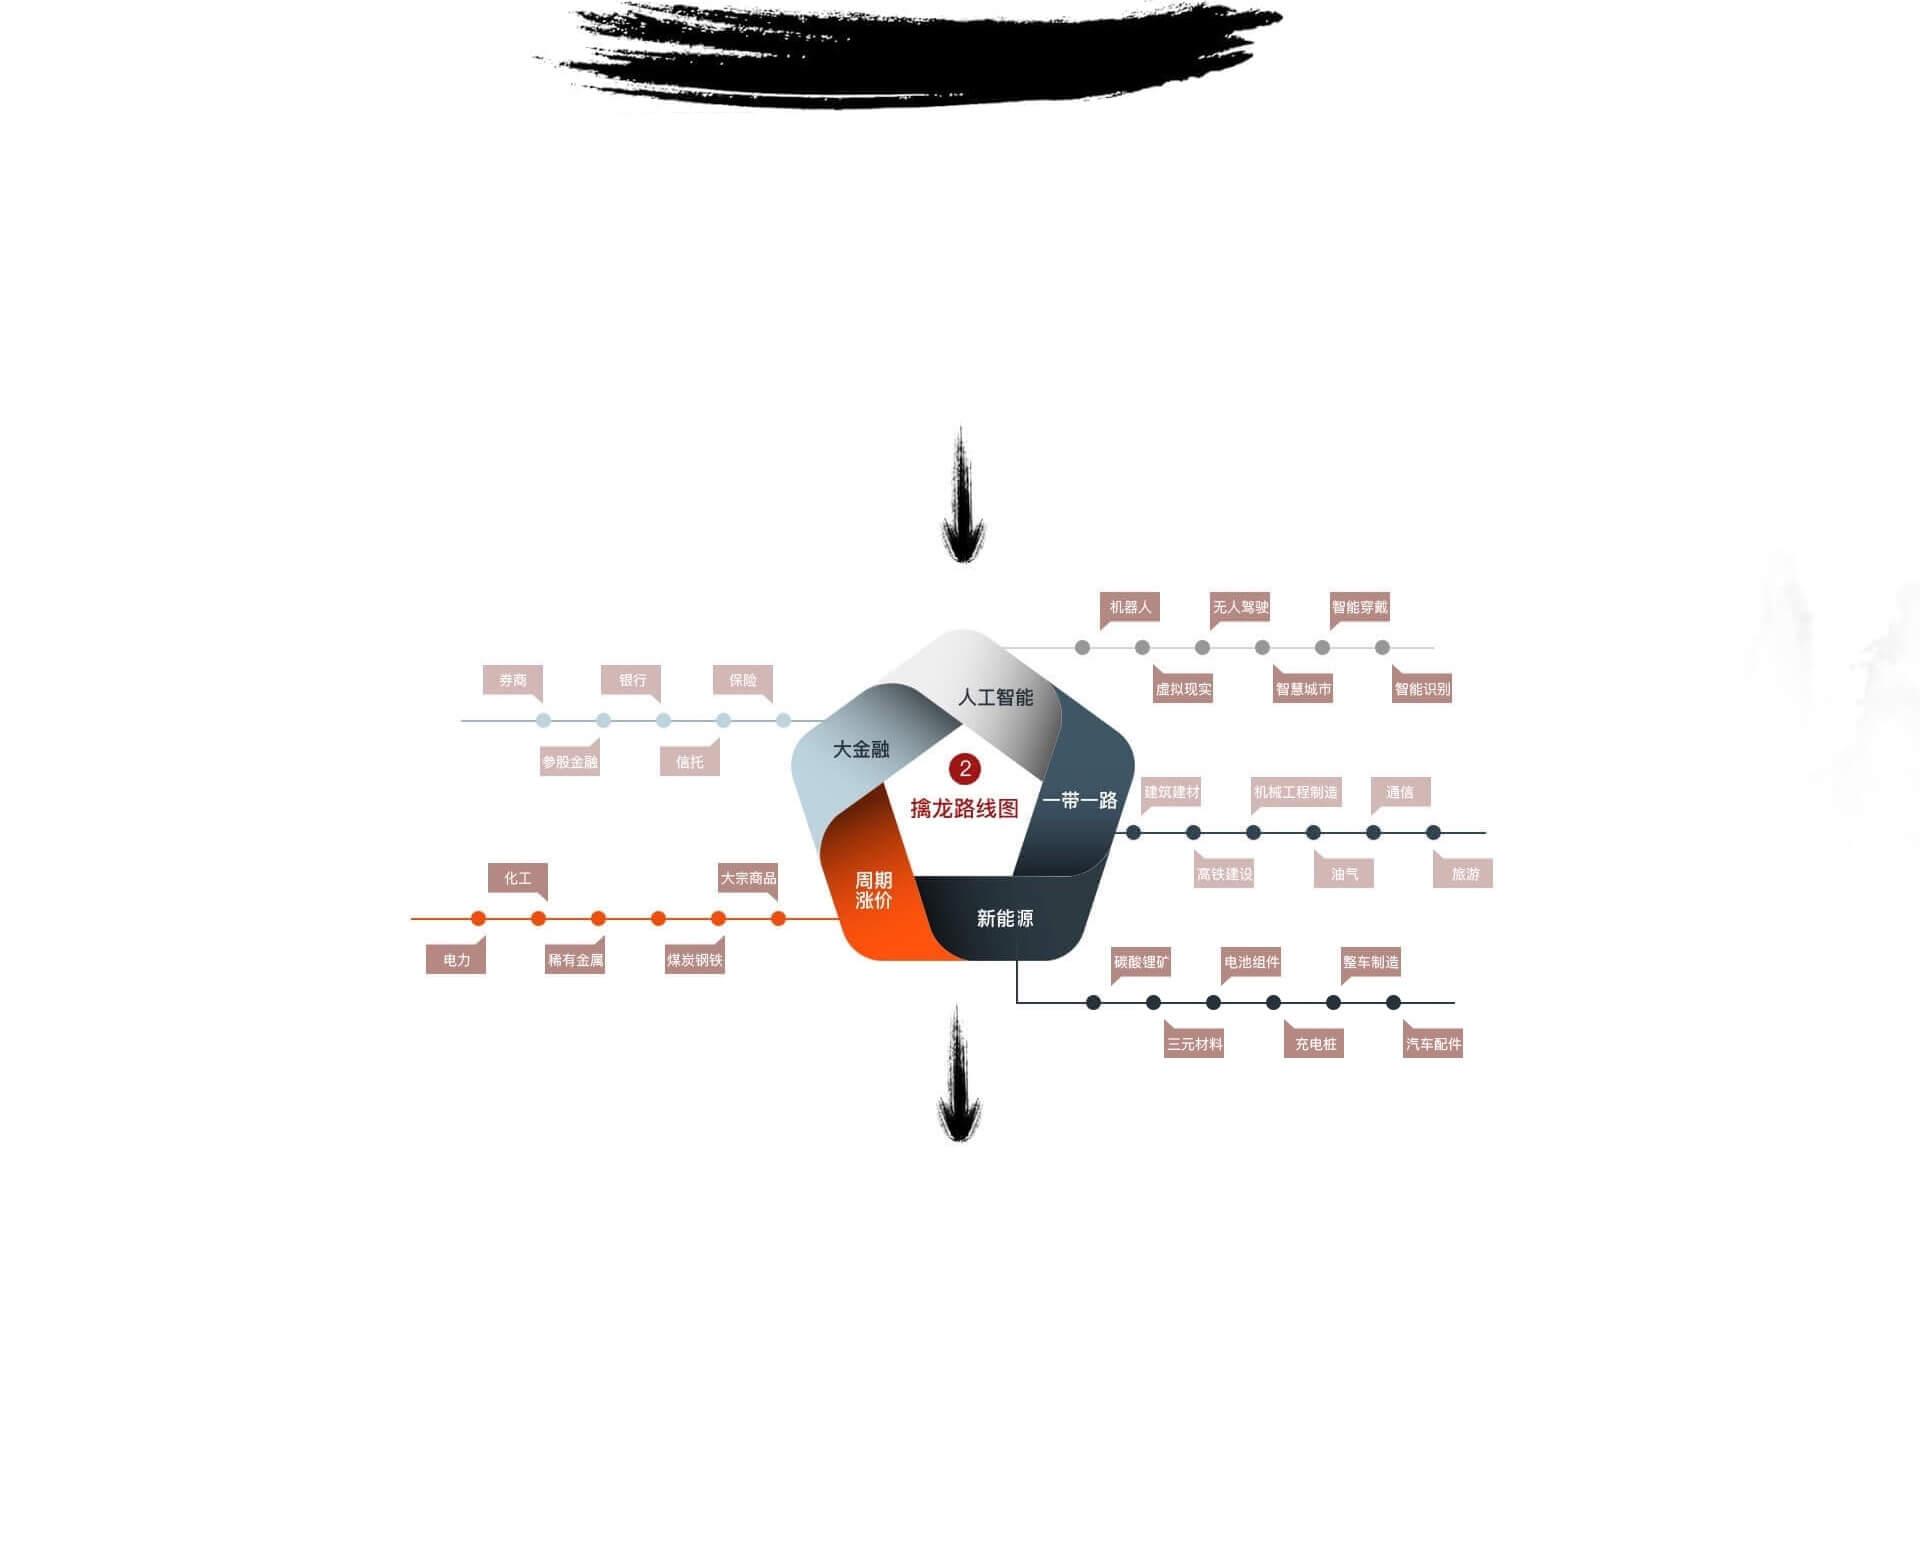 机器人
无人驾驶
智能穿戴
虚拟现实
智慧城市
智能识别
券商
银行
保险
参股金融
信托
人工智能
大金融
2
擒龙路线图
一带一路
建筑建材
机械工程制造
通信
高铁建设
油气
旅游
化工
大宗商品
周期
涨价
新能源
电力
稀有金属
煤炭钢铁
碳酸锂矿
电池组件
整车制造
三元材料
充电桩
汽车配件